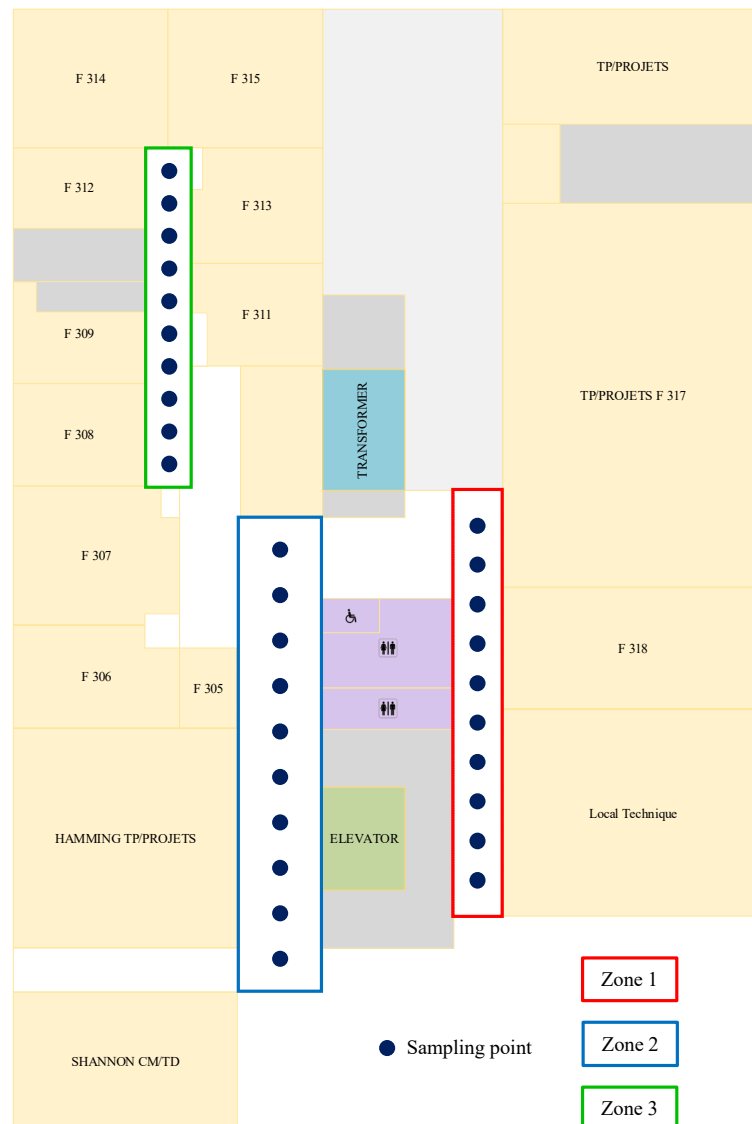 F 314
F 315
TP/PROJETS
F 312
F 313
F 311
F 309
TP/PROJETS F 317
TRANSFORMER
F 308
F 307
F 318
F 306
F 305
Local Technique
HAMMING TP/PROJETS
ELEVATOR
Zone 1
Sampling point
Zone 2
SHANNON CM/TD
Zone 3